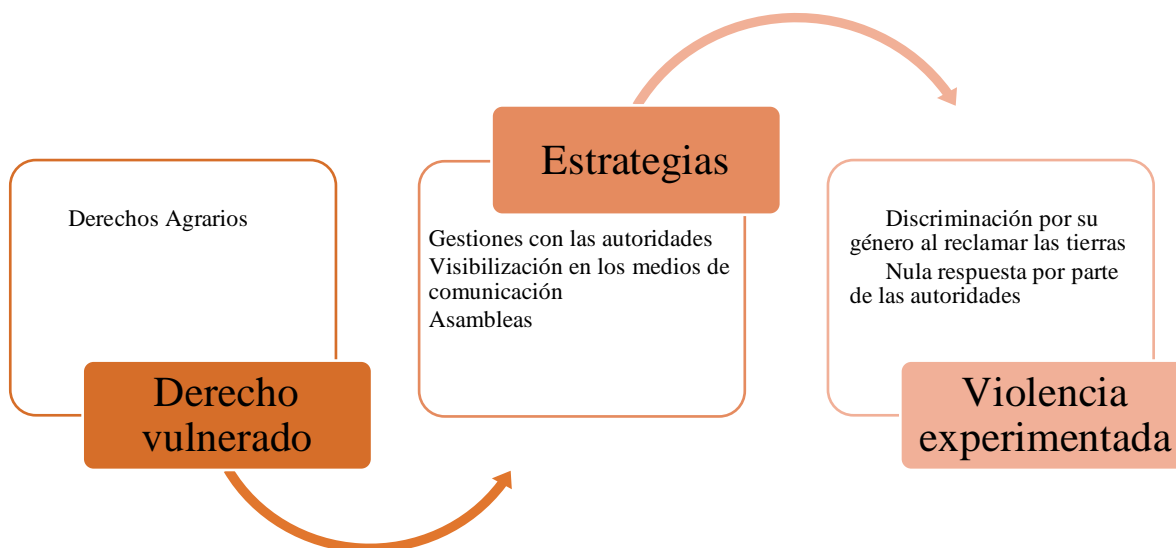 Derechos Agrarios
Derecho
vulnerado
Estrategias
Gestiones con las autoridades
Visibilización en los medios de
comunicación
Asambleas
Discriminación por su
género al reclamar las tierras
Nula respuesta por parte
de las autoridades
Violencia
experimentada